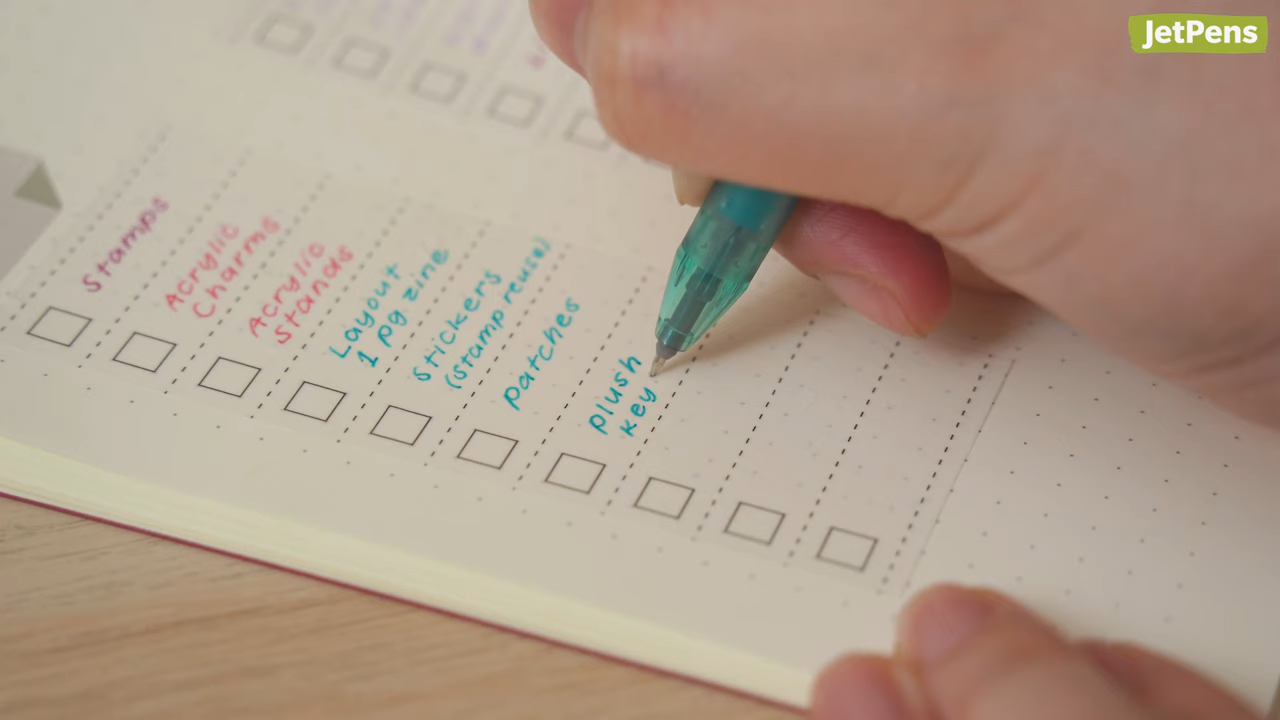 JetPens
Stamps
Acrylic
Charms
Acrylic
Stands
Layout
1 pg zine
stickers
(stamp reuse)
patches
plush
key